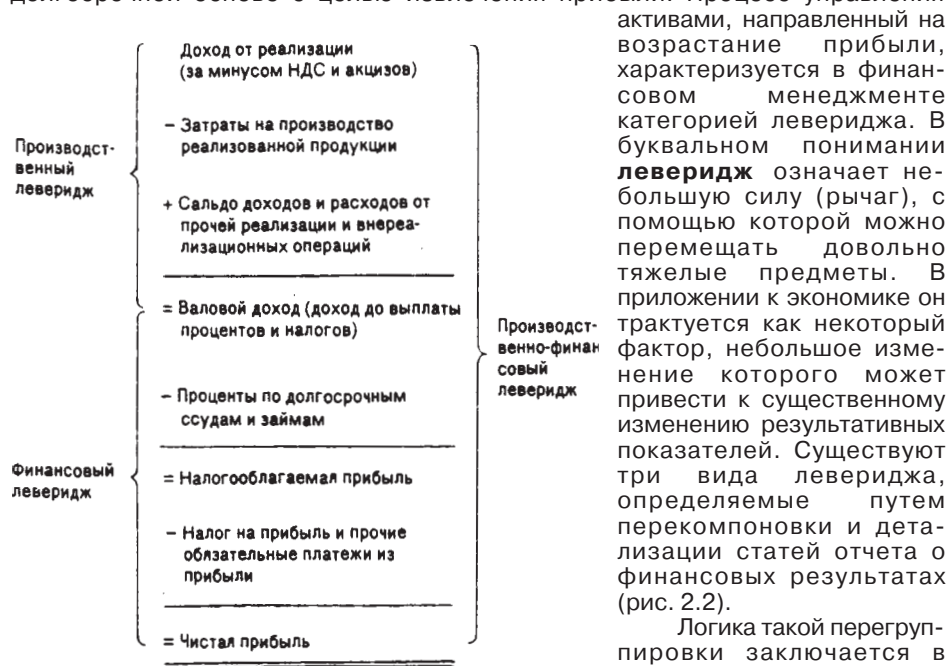 активами, направленный на
возрастание прибыли,
характеризуется в финан-
совом менеджменте
категорией левериджа. В
буквальном понимании
леверидж означает не-
большую силу (рычаг), с
помощью которой можно
перемещать довольно
тяжелые предметы. В
приложении к экономике он
трактуется как некоторый
фактор, небольшое изме-
нение которого может
привести к существенному
изменению результативных
показателей. Существуют
три вида левериджа,
определяемые путем
перекомпоновки и дета-
лизации статей отчета о
финансовых результатах
(рис. 2.2).
Логика такой перегруп-
пировки заключается в
Производст-
венный
леверидж
Финансовый
леверидж
Доход от реализации
(за минусом НДС и акцизов)
– Затраты на производство
реализованной продукции
+ Сальдо доходов и расходов от
прочей реализации и внереа-
лизационных операций
= Валовой доход (доход до выплаты
процентов и налогов)
– Проценты по долгосрочным
ссудам и займам
= Налогооблагаемая прибыль
– Налог на прибыль и прочие
обязательные платежи из
прибыли
= Чистая прибыль
Производст-
венно-финан
совый
леверидж